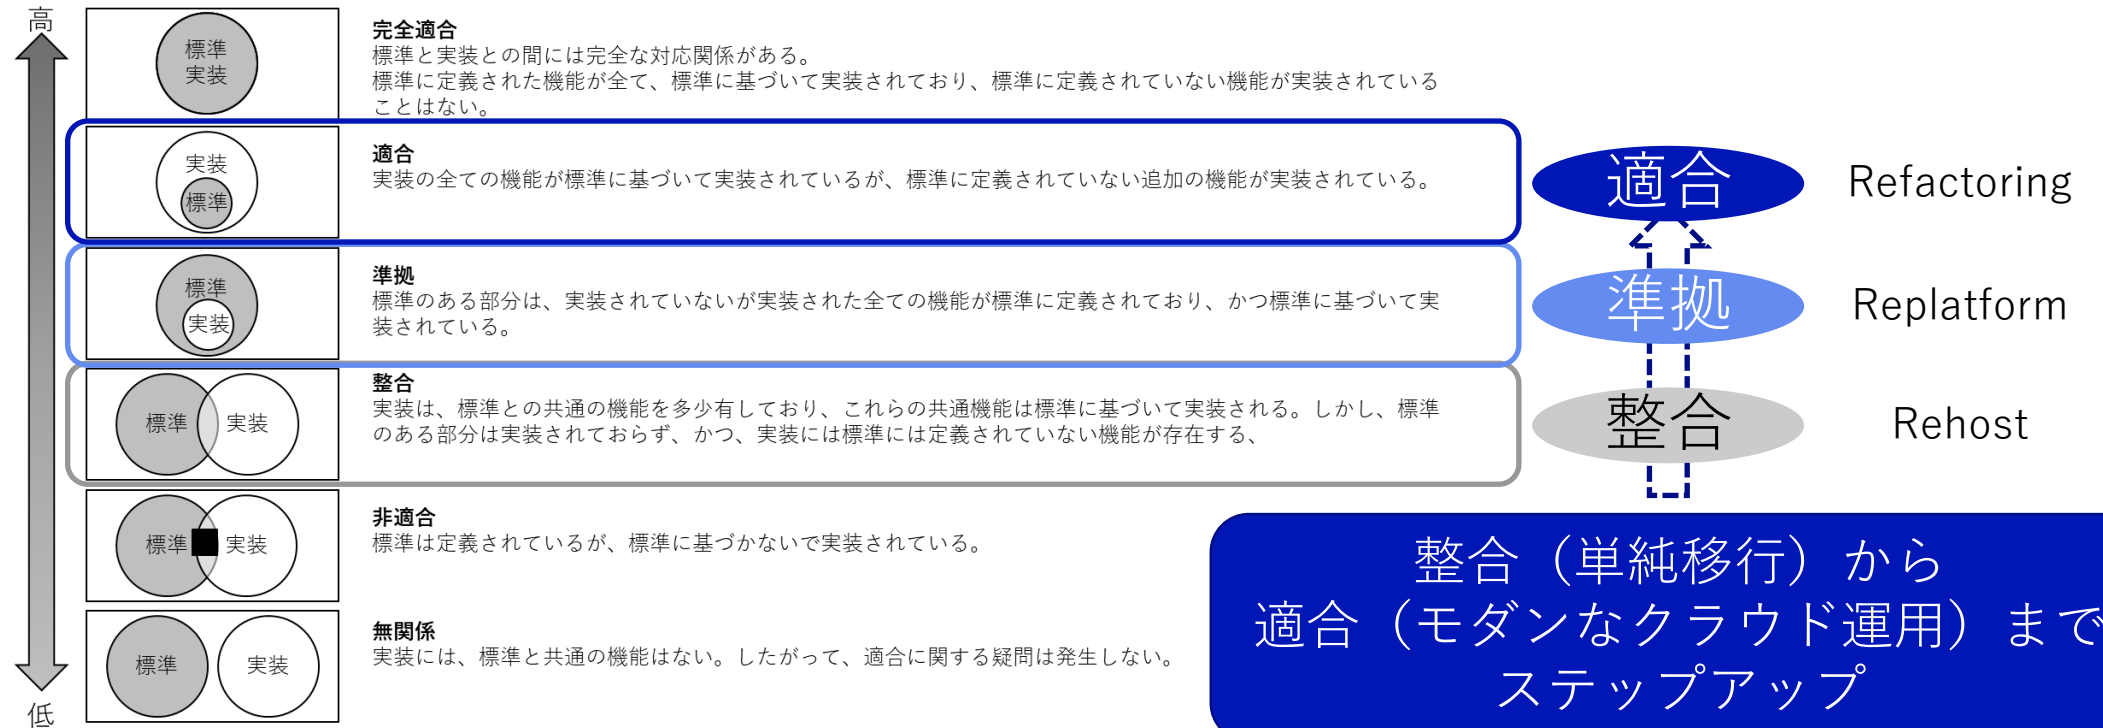 高
標準
実装
完全適合
標準と実装との間には完全な対応関係がある。
標準に定義された機能が全て、標準に基づいて実装されており、標準に定義されていない機能が実装されている
ことはない。
実装
標準
適合
実装の全ての機能が標準に基づいて実装されているが、標準に定義されていない追加の機能が実装されている。
適合
Refactoring
標準
実装
準拠
標準のある部分は、実装されていないが実装された全ての機能が標準に定義されており、かつ標準に基づいて実
装されている。
準拠
Replatform
標準
実装
整合
実装は、標準との共通の機能を多少有しており、これらの共通機能は標準に基づいて実装される。しかし、標準
のある部分は実装されておらず、かつ、実装には標準には定義されていない機能が存在する、
整合
Rehost
標準
実装
非適合
標準は定義されているが、標準に基づかないで実装されている。
標準
実装
無関係
実装には、標準と共通の機能はない。したがって、適合に関する疑問は発生しない。
低
整合（単純移行）から
適合（モダンなクラウド運用）まで
ステップアップ